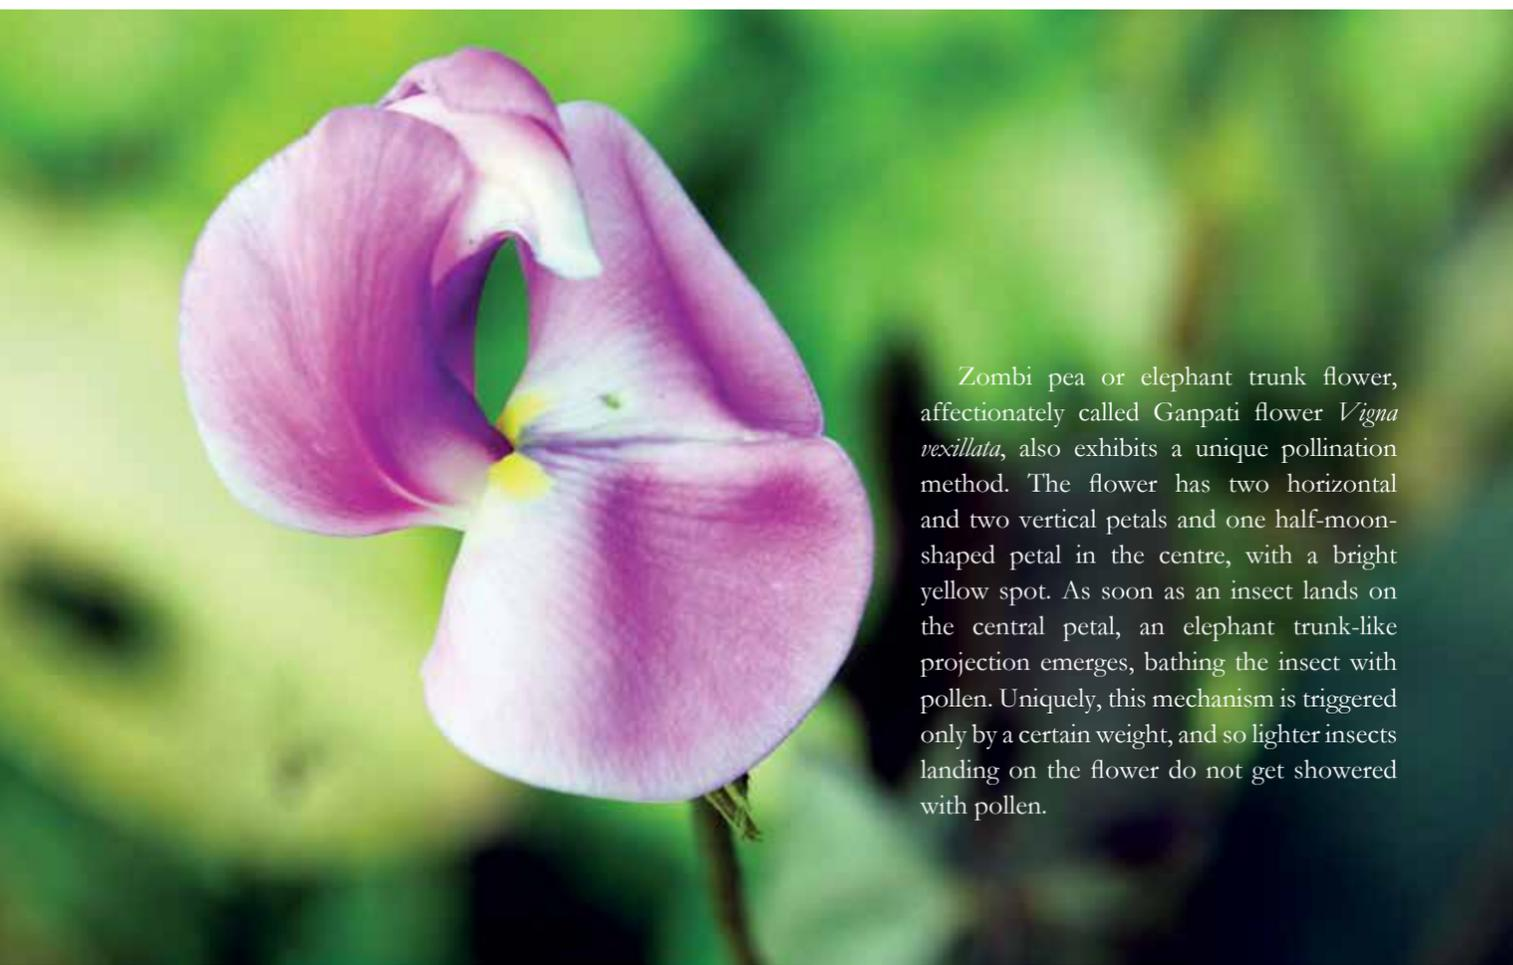 Zombi pea or elephant trunk flower,
affectionately called Ganpati flower Vigna
vexillata, also exhibits a unique pollination
method. The flower has two horizontal
and two vertical petals and one half-moon-
shaped petal in the centre, with a bright
yellow spot. As soon as an insect lands on
the central petal, an elephant trunk-like
projection emerges, bathing the insect with
pollen. Uniquely, this mechanism is triggered
only by a certain weight, and so lighter insects
landing on the flower do not get showered
with pollen.